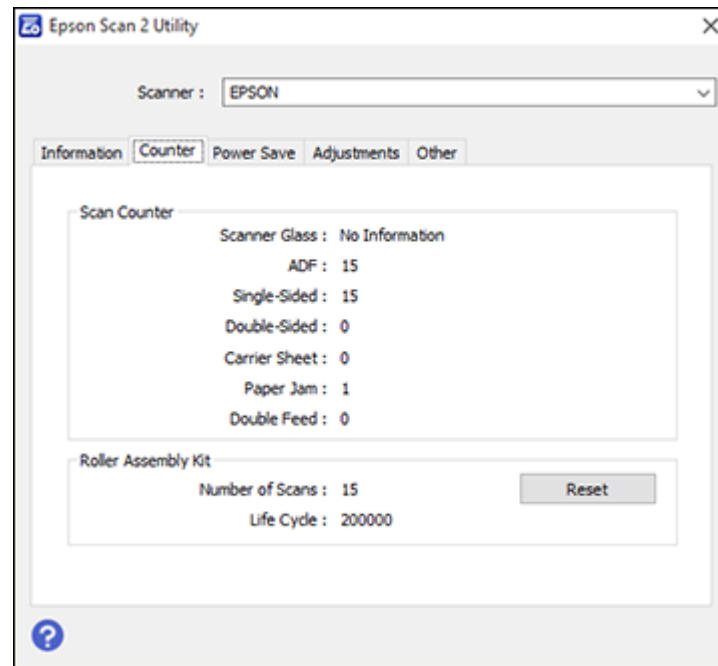 Epson Scan 2 Utility
Scanner : EPSON
Information Counter Power Save Adjustments Other
Scan Counter
Scanner Glass : No Information
ADF : 15
Single-Sided : 15
Double-Sided : 0
Carrier Sheet : 0
Paper Jam : 1
Double Feed : 0
Roller Assembly Kit
Number of Scans : 15 Reset
Life Cycle : 200000
?